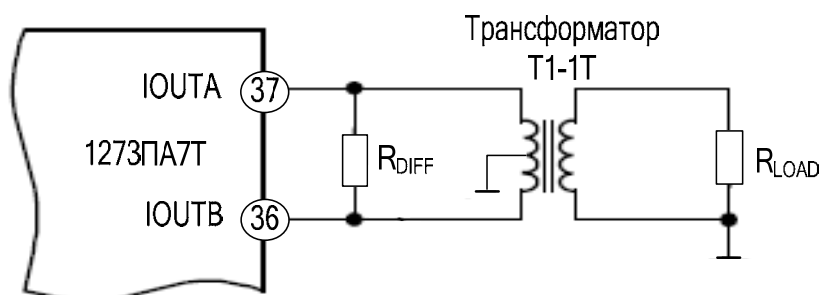 Трансформатор
T1-1T
IOUTA
37
1273ПА7Т
RDIFF
RLOAD
IOUTB
36